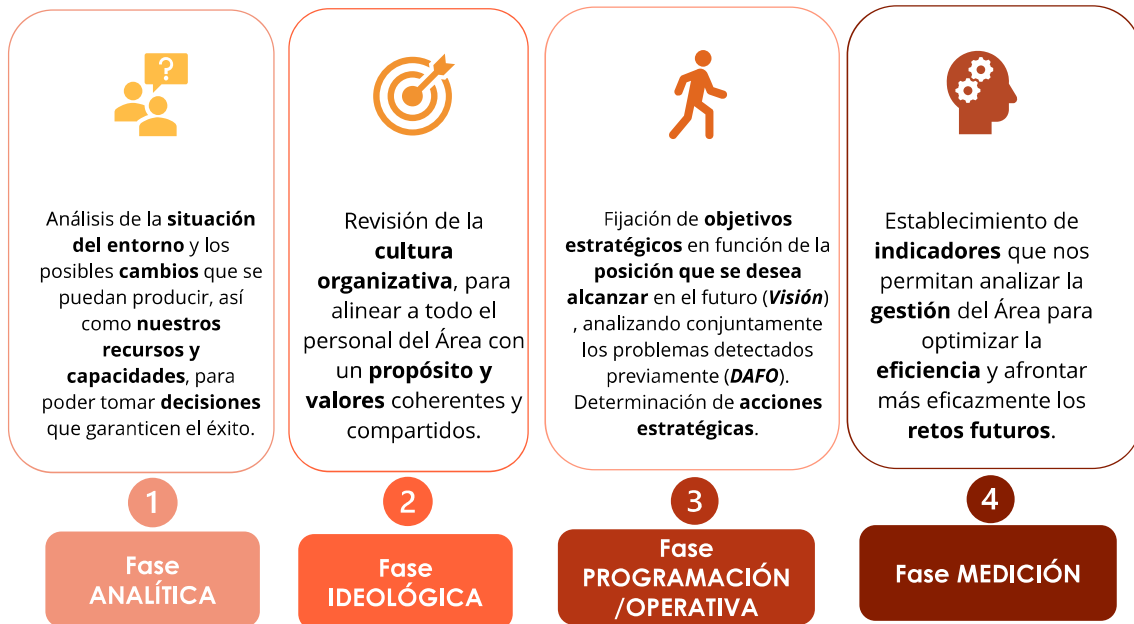 ?
Análisis de la situación
del entorno y los
posibles cambios que se
puedan producir, así
como nuestros
recursos y
capacidades, para
poder tomar decisiones
que garanticen el éxito.
1
Fase
ANALÍTICA
Revisión de la
cultura
organizativa, para
alinear a todo el
personal del Área con
un propósito y
valores coherentes y
compartidos.
2
Fase
IDEOLÓGICA
Fijación de objetivos
estratégicos en función de la
posición que se desea
alcanzar en el futuro (Visión)
, analizando conjuntamente
los problemas detectados
previamente (DAFO).
Determinación de acciones
estratégicas.
3
Fase
PROGRAMACIÓN
/OPERATIVA
Establecimiento de
indicadores que nos
permitan analizar la
gestión del Área para
optimizar la
eficiencia y afrontar
más eficazmente los
retos futuros.
4
Fase MEDICIÓN